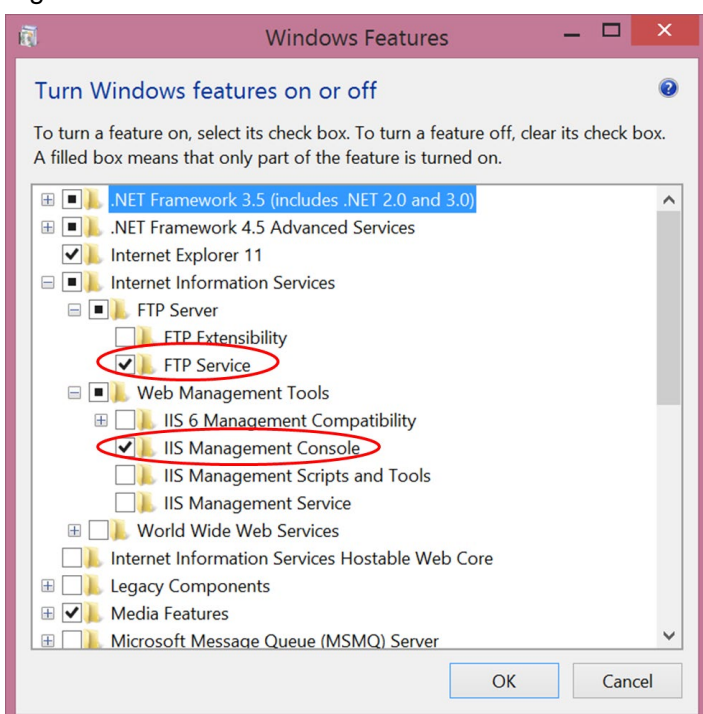 Windows Features
Turn Windows features on or off
To turn a feature on, select its check box. To turn a feature off, clear its check box.
A filled box means that only part of the feature is turned on.
.NET Framework 3.5 (includes .NET 2.0 and 3.0)
.NET Framework 4.5 Advanced Services
Internet Explorer 11
Internet Information Services
FTP Server
FTP Extensibility
FTP Service
Web Management Tools
IIS 6 Management Compatibility
IIS Management Console
IIS Management Scripts and Tools
IIS Management Service
World Wide Web Services
Internet Information Services Hostable Web Core
Legacy Components
Media Features
Microsoft Message Queue (MSMQ) Server
OK
Cancel